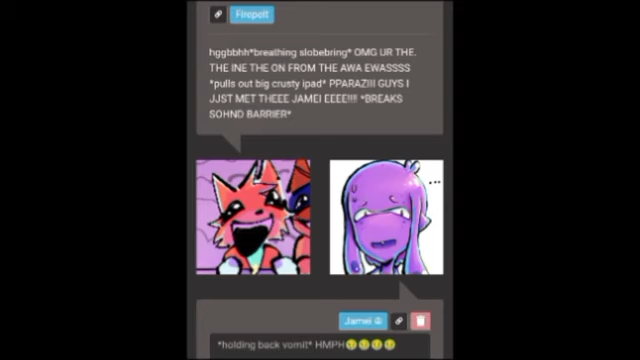 Firepelt
hggbbhh*breathing slobebring* OMG UR THE.
THE INE THE ON FROM THE AWA EWASSSS
*pulls out big crusty ipad* PPARAZIII GUYS I
JJST MET THEEE JAMEI EEEE!!!! *BREAKS
SOHND BARRIER*
...
Jamei
*holding back vomit* HMPH🤢🤢🤢🤢